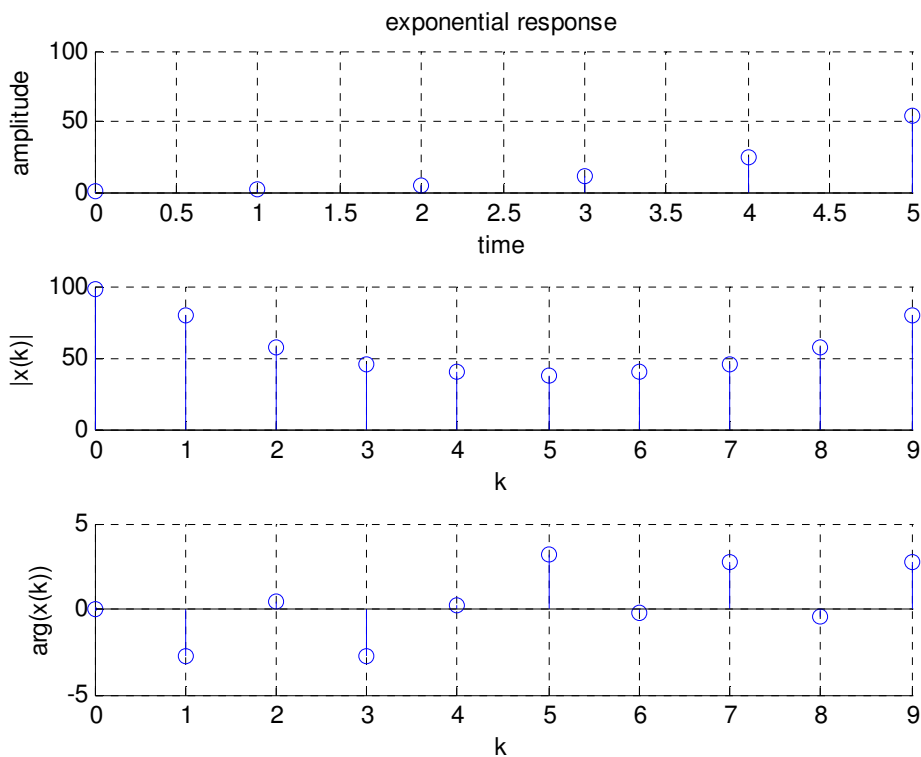 exponential response
amplitude
100
50
0
0 0.5 1 1.5 2 2.5 3 3.5 4 4.5 5
time
|x(k)|
100
50
0
0 1 2 3 4 5 6 7 8 9
k
arg(x(k))
5
0
-5
0 1 2 3 4 5 6 7 8 9
k